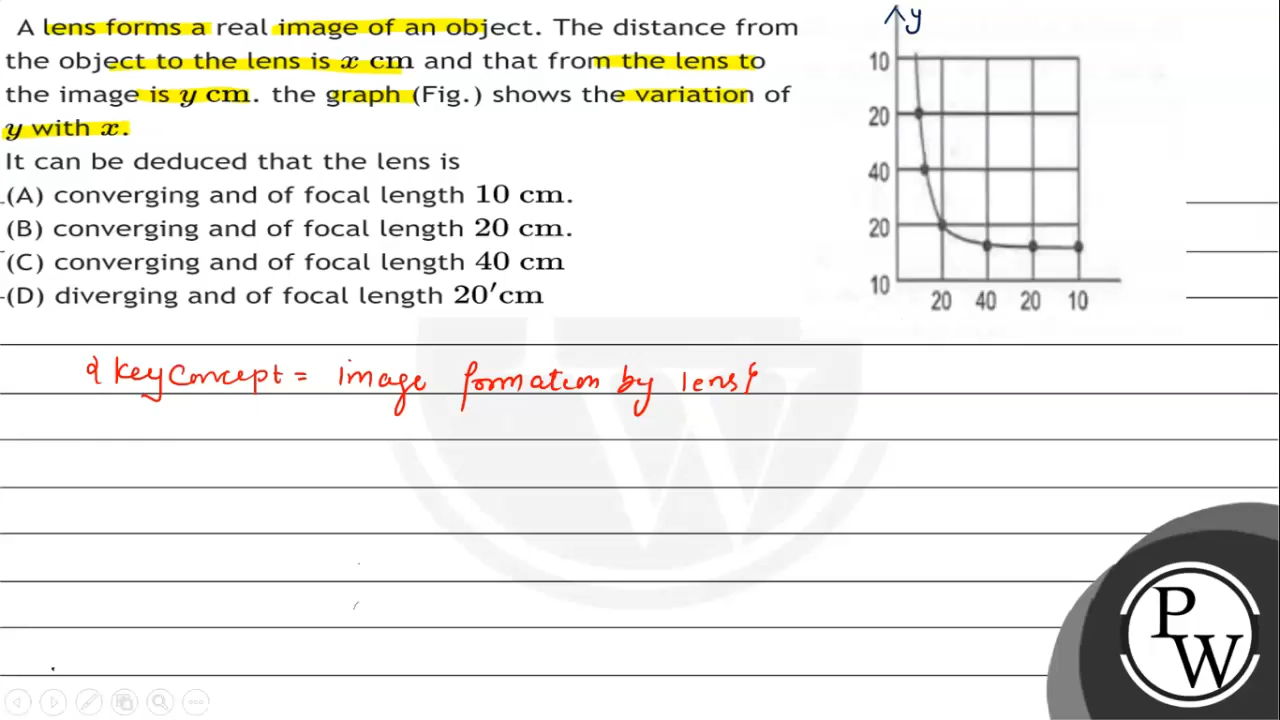 A lens forms a real image of an object. The distance from
the object to the lens is x cm and that from the lens to
the image is y cm. the graph (Fig.) shows the variation of
y with x.
It can be deduced that the lens is
(A) converging and of focal length 10 cm.
(B) converging and of focal length 20 cm.
(C) converging and of focal length 40 cm
(D) diverging and of focal length 20′cm
y
10
20
40
20
10
20 40 20 10
key Concept = image formation by lens
P
W